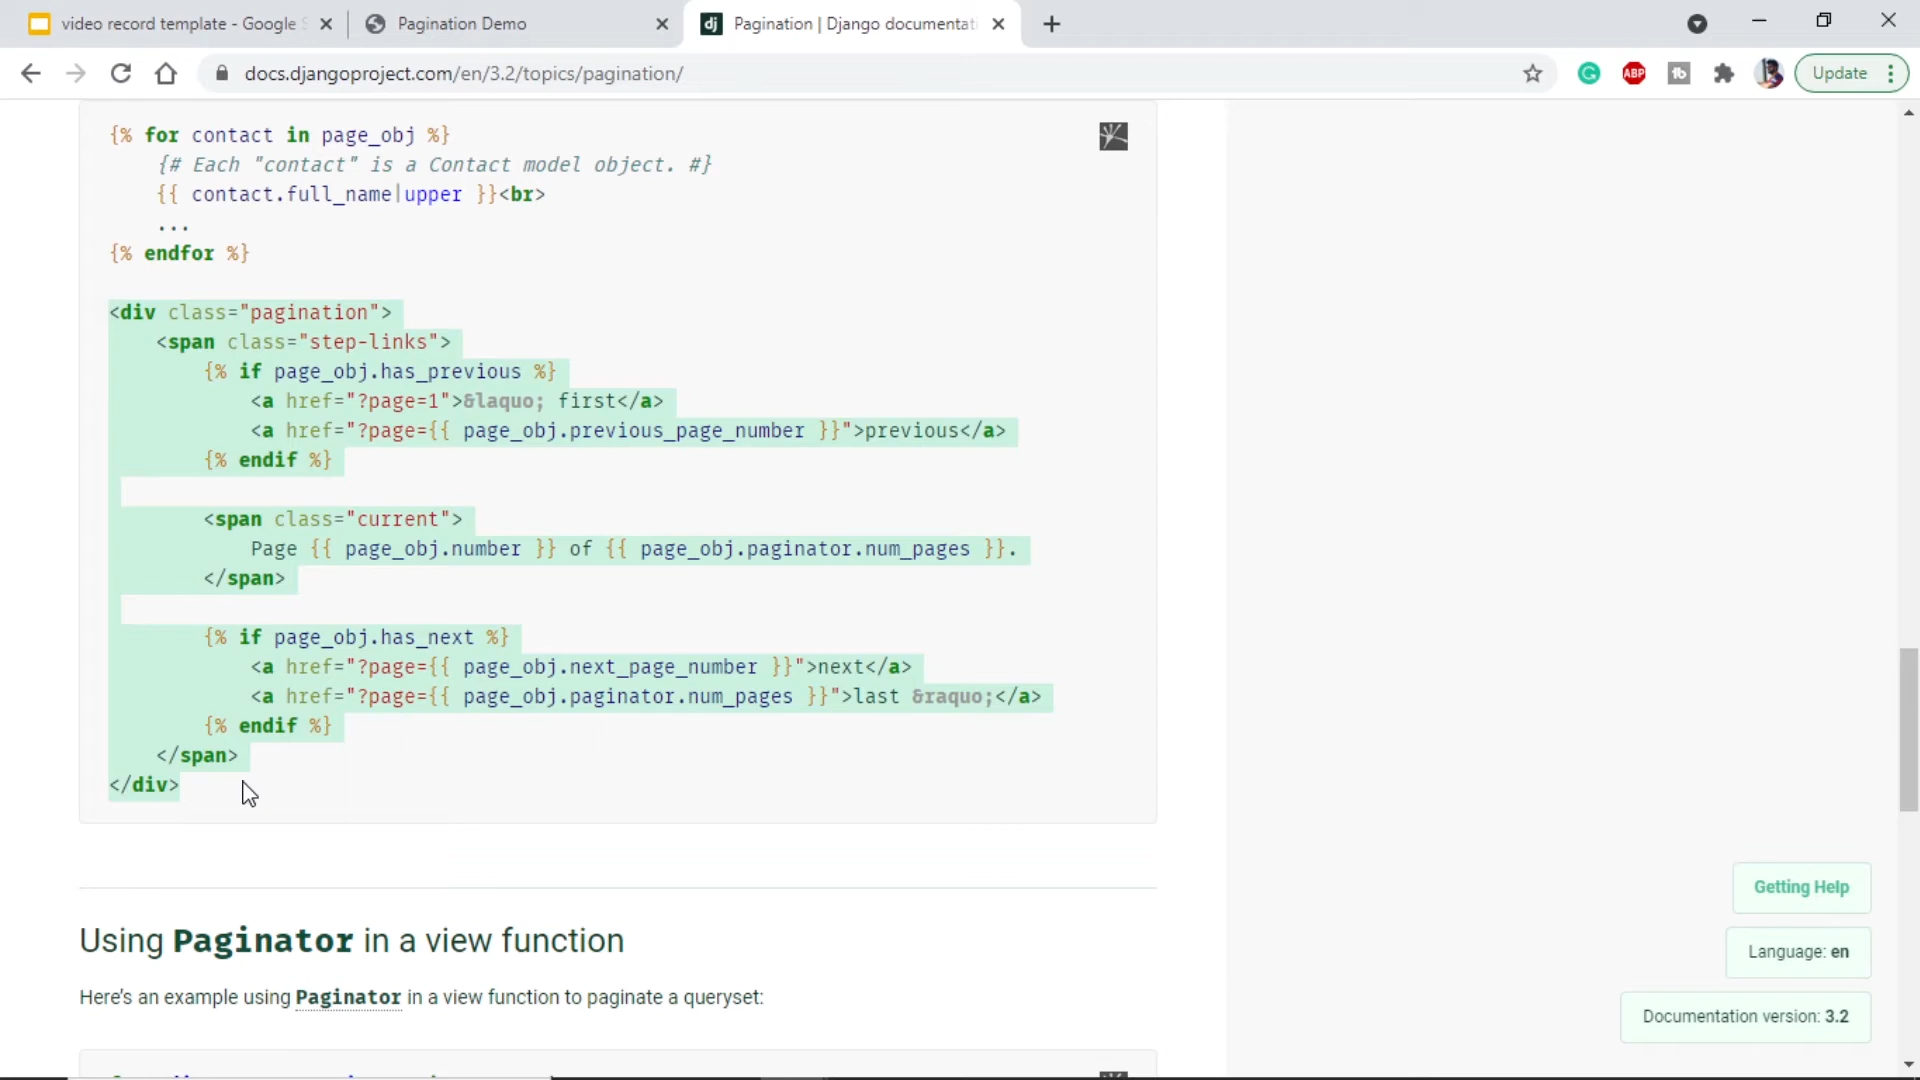 video record template - Google S
Pagination Demo
dj
Pagination | Django documentati
docs.djangoproject.com/en/3.2/topics/pagination/
ABP
Update
{% for contact in page_obj %}
{# Each "contact" is a Contact model object. #}
{{ contact.full_name|upper }}<br>
...
{% endfor %}
<div class="pagination">
<span class="step-links">
{% if page_obj.has_previous %}
<a href="?page=1">&laquo; first</a>
<a href="?page={{ page_obj.previous_page_number }}">previous</a>
{% endif %}
<span class="current">
Page {{ page_obj.number }} of {{ page_obj.paginator.num_pages }}.
</span>
{% if page_obj.has_next %}
<a href="?page={{ page_obj.next_page_number }}">next</a>
<a href="?page={{ page_obj.paginator.num_pages }}">last &raquo;</a>
{% endif %}
</span>
</div>
Using Paginator in a view function
Here's an example using Paginator in a view function to paginate a queryset:
Getting Help
Language: en
Documentation version: 3.2